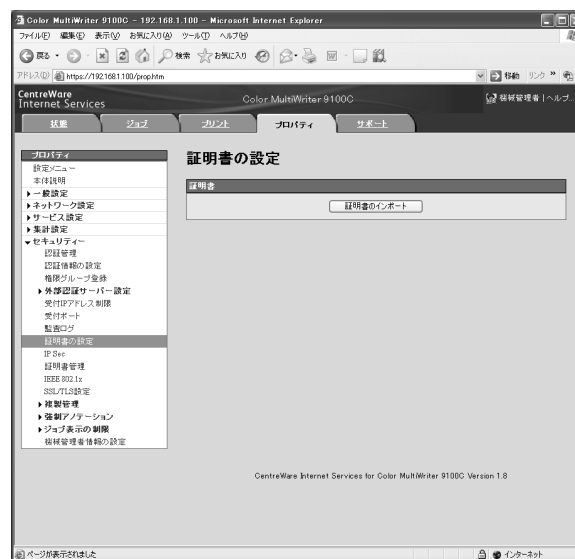 Color MultiWriter 9100C - 192.168.1.100 - Microsoft Internet Explorer
ファイル(F) 編集(E) 表示(V) お気に入り(A) ツール(T) ヘルプ(H)
戻る 検索 お気に入り
アドレス(D) https://192.168.1.100/prop.htm 移動 リンク »
CentreWare
Internet Services
Color MultiWriter 9100C
機械管理者 | ヘルプ...
状態 ジョブ プリント プロパティ サポート
プロパティ
設定メニュー
本体説明
一般設定
ネットワーク設定
サービス設定
集計設定
セキュリティー
認証管理
認証情報の設定
権限グループ登録
外部認証サーバー設定
受付IPアドレス制限
受付ポート
監査ログ
証明書の設定
IP Sec
証明書管理
IEEE 802.1x
SSL/TLS設定
複製管理
強制アノテーション
ジョブ表示の制限
機械管理者情報の設定
証明書の設定
証明書
証明書のインポート
CentreWare Internet Services for Color MultiWriter 9100C Version 1.8
ページが表示されました
インターネット